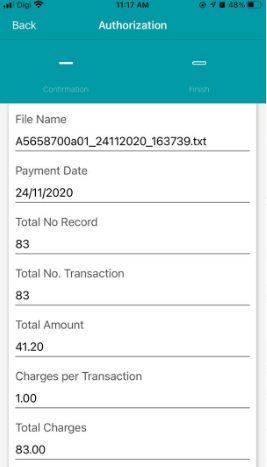 Digi 11:17 AM 48%
Back Authorization
Confirmation Finish
File Name
A5658700a01_24112020_163739.txt
Payment Date
24/11/2020
Total No Record
83
Total No. Transaction
83
Total Amount
41.20
Charges per Transaction
1.00
Total Charges
83.00